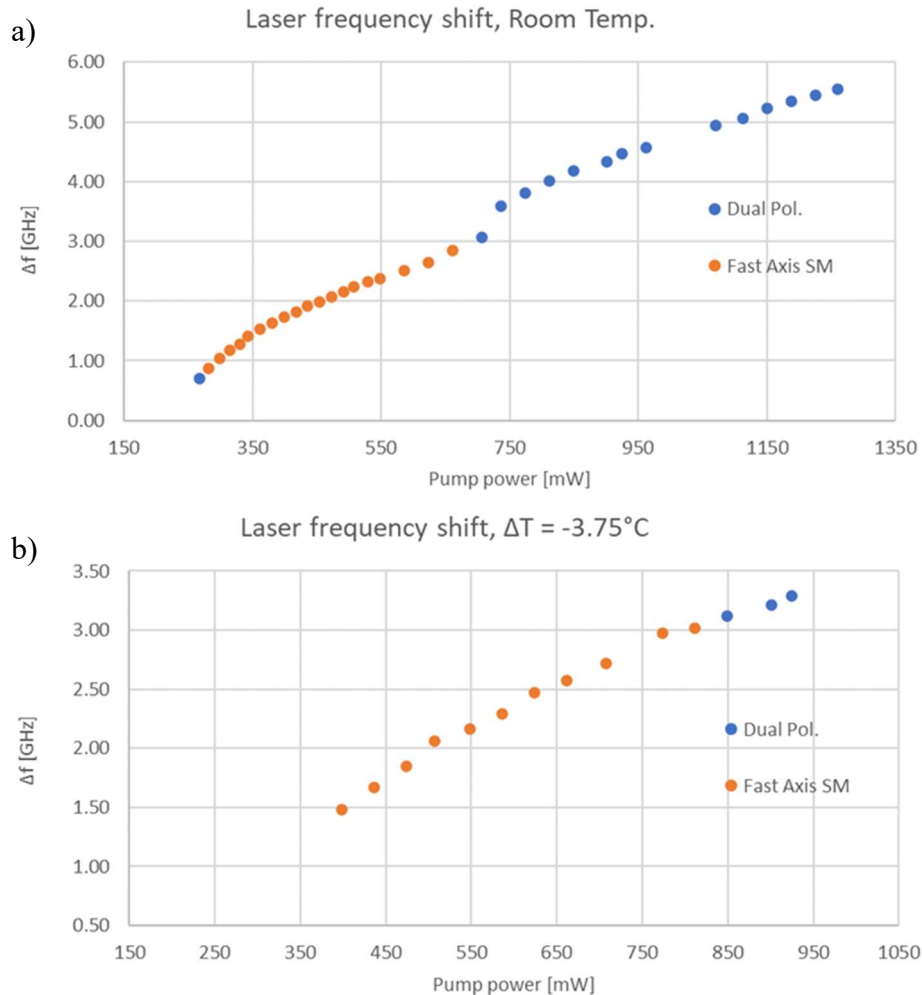 a)
Laser frequency shift, Room Temp.
6.00
5.00
4.00
3.00
2.00
1.00
0.00
Δf [GHz]
Dual Pol.
Fast Axis SM
150 350 550 750 950 1150 1350
Pump power [mW]
b)
Laser frequency shift, ΔT = -3.75°C
3.50
3.00
2.50
2.00
1.50
1.00
0.50
Δf [GHz]
Dual Pol.
Fast Axis SM
150 250 350 450 550 650 750 850 950 1050
Pump power [mW]